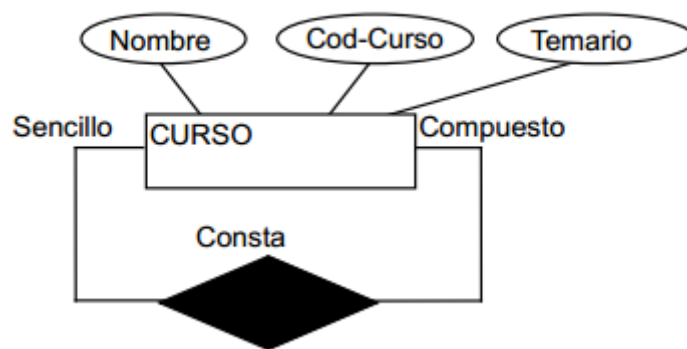 Nombre
Cod-Curso
Temario
Sencillo
CURSO
Compuesto
Consta